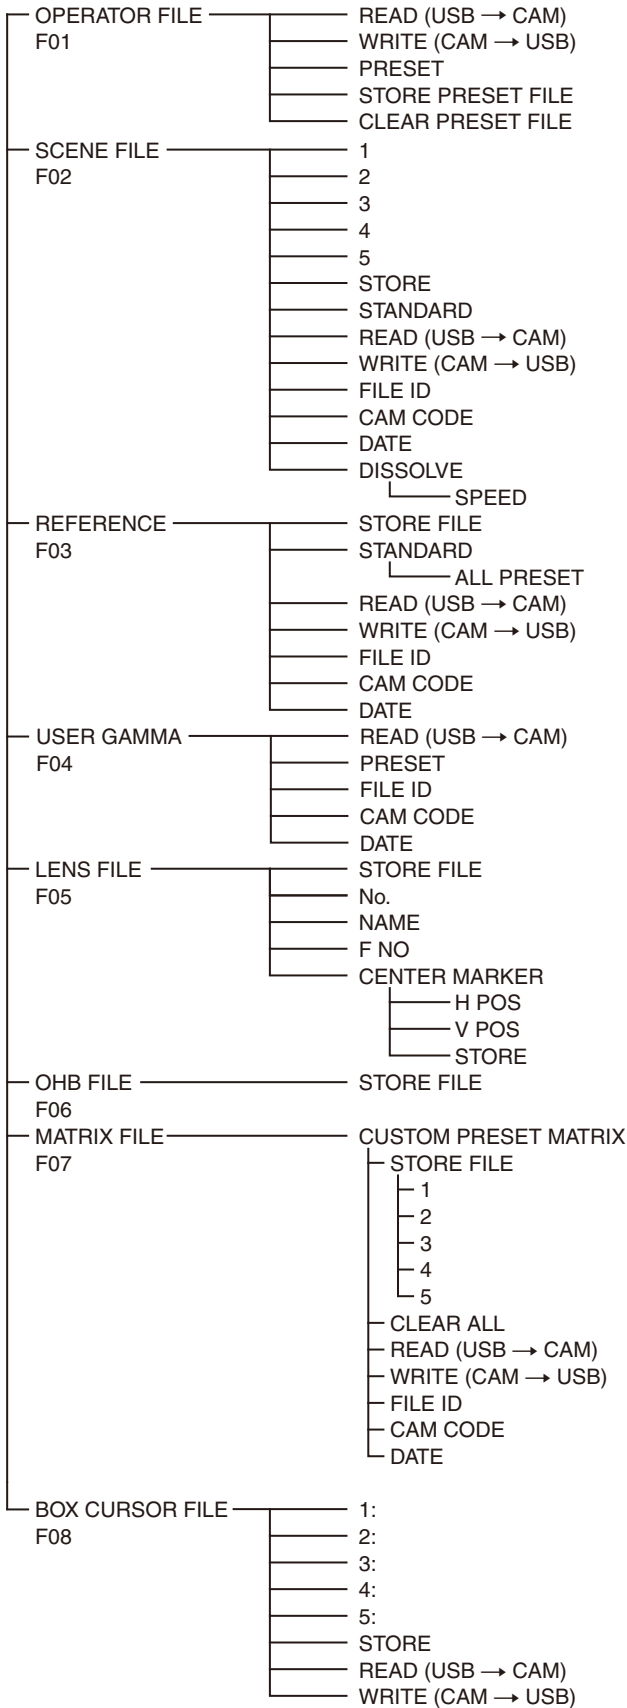 OPERATOR FILE
F01
READ (USB → CAM)
WRITE (CAM → USB)
PRESET
STORE PRESET FILE
CLEAR PRESET FILE
SCENE FILE
F02
1
2
3
4
5
STORE
STANDARD
READ (USB → CAM)
WRITE (CAM → USB)
FILE ID
CAM CODE
DATE
DISSOLVE
SPEED
REFERENCE
F03
STORE FILE
STANDARD
ALL PRESET
READ (USB → CAM)
WRITE (CAM → USB)
FILE ID
CAM CODE
DATE
USER GAMMA
F04
READ (USB → CAM)
PRESET
FILE ID
CAM CODE
DATE
LENS FILE
F05
STORE FILE
No.
NAME
F NO
CENTER MARKER
H POS
V POS
STORE
OHB FILE
F06
STORE FILE
MATRIX FILE
F07
CUSTOM PRESET MATRIX
STORE FILE
1
2
3
4
5
CLEAR ALL
READ (USB → CAM)
WRITE (CAM → USB)
FILE ID
CAM CODE
DATE
BOX CURSOR FILE
F08
1:
2:
3:
4:
5:
STORE
READ (USB → CAM)
WRITE (CAM → USB)